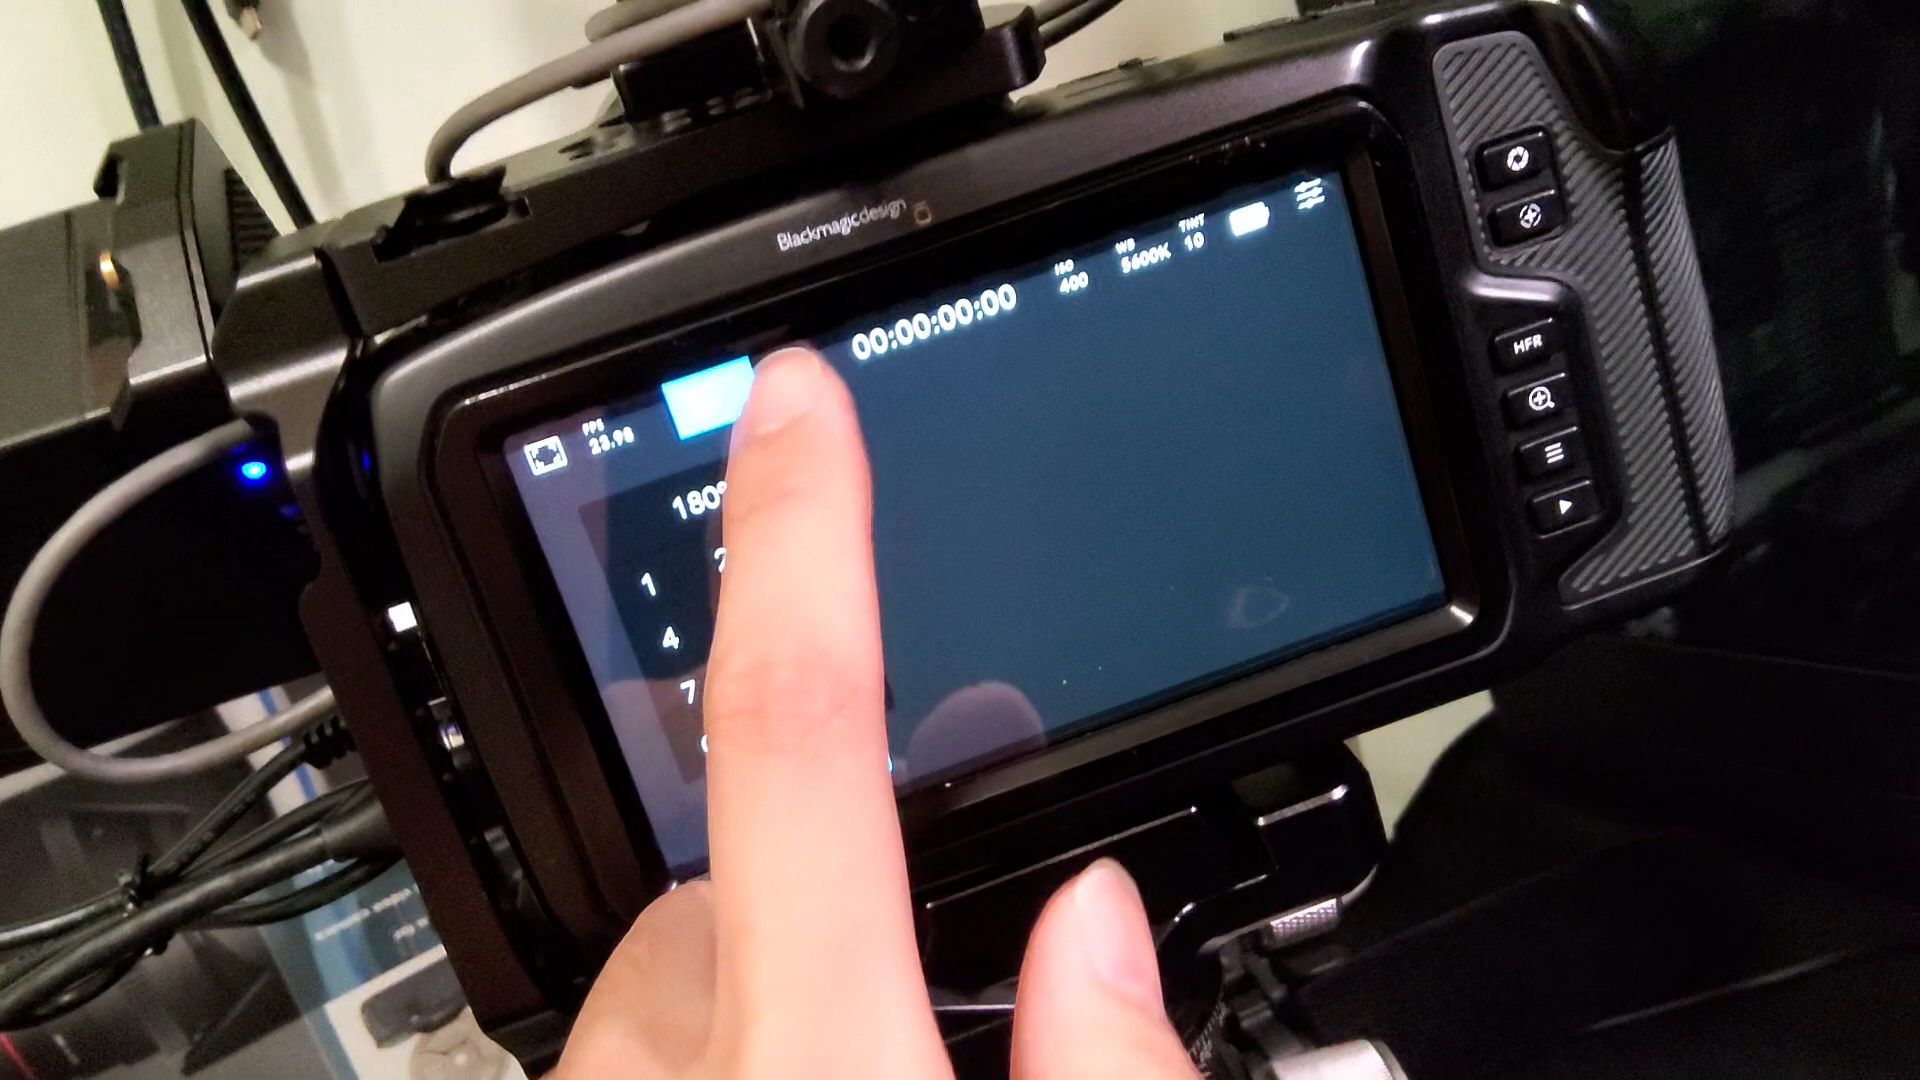 Blackmagicdesign
FPS
23.98
00:00:00:00
ISO
400
WB
5600K
TINT
10
180°
1
4
7
HFR